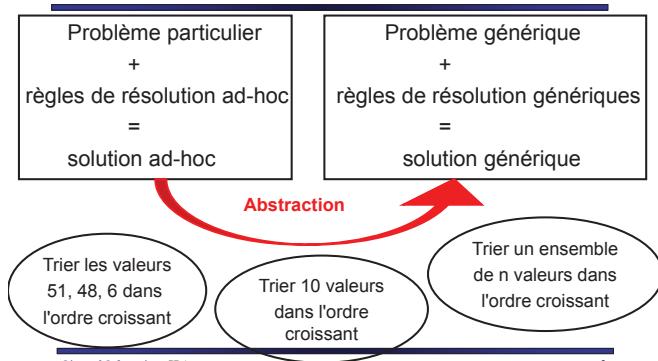 Problème particulier
+
règles de résolution ad-hoc
=
solution ad-hoc
Problème générique
+
règles de résolution génériques
=
solution générique
Abstraction
Trier les valeurs
51, 48, 6 dans
l'ordre croissant
Trier 10 valeurs
dans l'ordre
croissant
Trier un ensemble
de n valeurs dans
l'ordre croissant